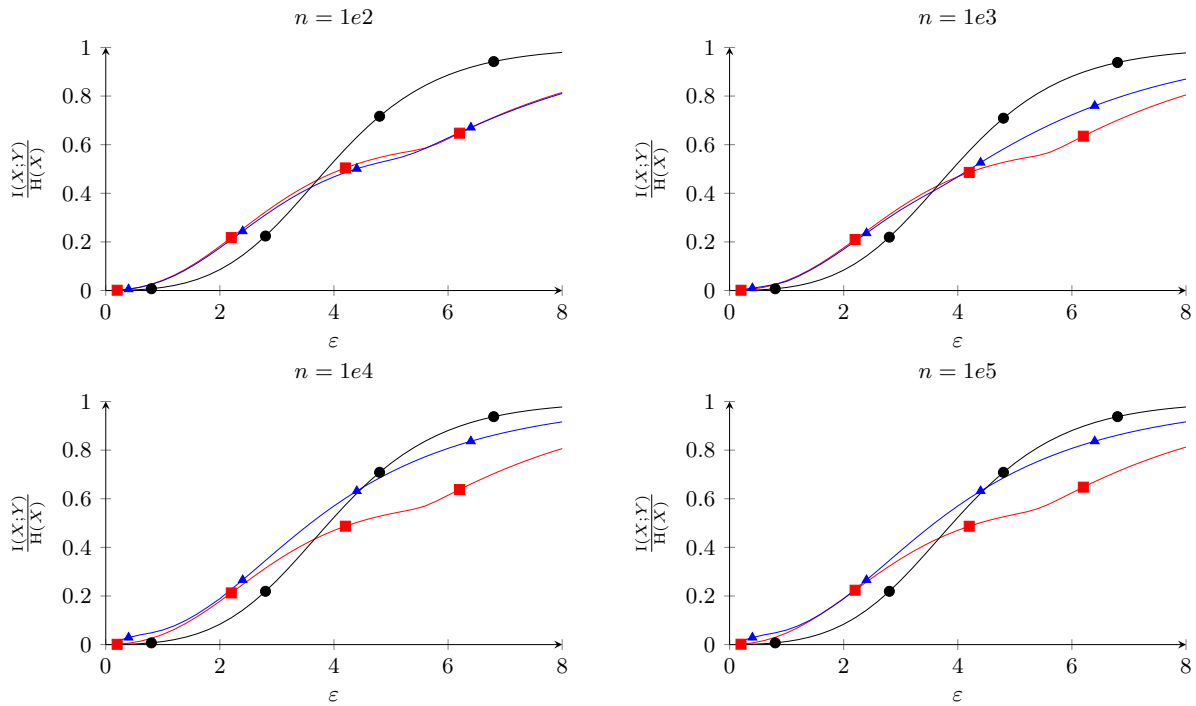 n = 1e2
1
0.8
0.6
0.4
0.2
0
I(X;Y)
H(X)
0 2 4 6 8
ε
n = 1e3
1
0.8
0.6
0.4
0.2
0
I(X;Y)
H(X)
0 2 4 6 8
ε
n = 1e4
1
0.8
0.6
0.4
0.2
0
I(X;Y)
H(X)
0 2 4 6 8
ε
n = 1e5
1
0.8
0.6
0.4
0.2
0
I(X;Y)
H(X)
0 2 4 6 8
ε